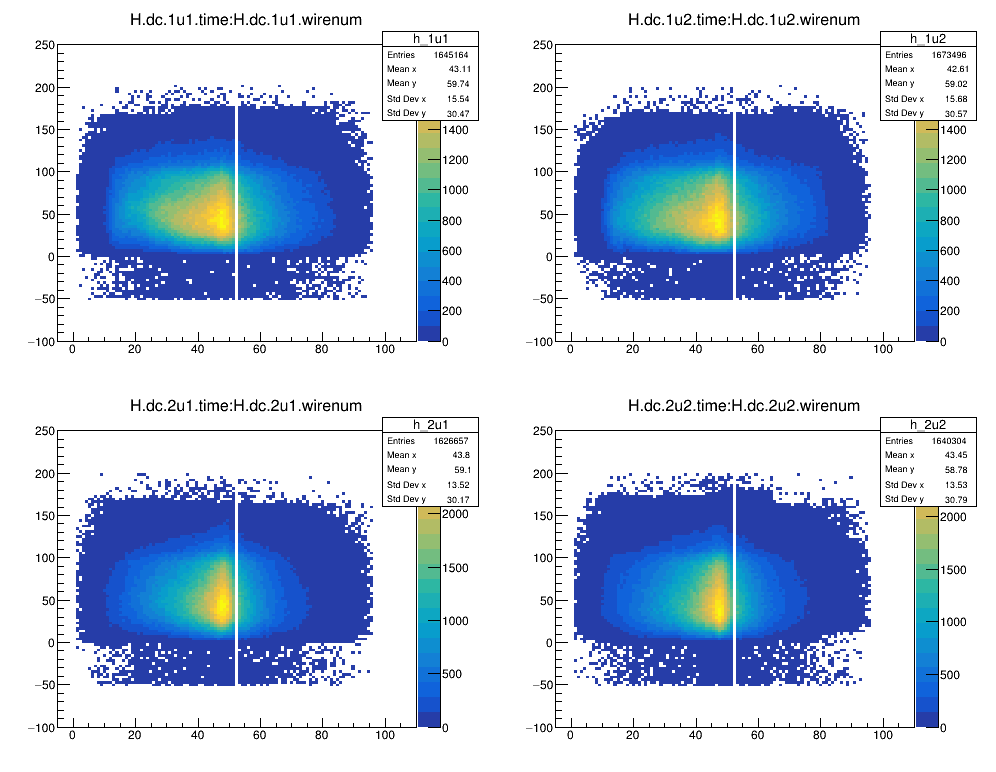 H.dc.1u1.time:H.dc.1u1.wirenum
h_1u1
Entries 1645164
Mean x 43.11
Mean y 59.74
Std Dev x 15.54
Std Dev y 30.47
250
200
150
100
50
0
−50
−100
0 20 40 60 80 100
1400
1200
1000
800
600
400
200
0
H.dc.1u2.time:H.dc.1u2.wirenum
h_1u2
Entries 1673496
Mean x 42.61
Mean y 59.02
Std Dev x 15.68
Std Dev y 30.57
250
200
150
100
50
0
−50
−100
0 20 40 60 80 100
1400
1200
1000
800
600
400
200
0
H.dc.2u1.time:H.dc.2u1.wirenum
h_2u1
Entries 1626657
Mean x 43.8
Mean y 59.1
Std Dev x 13.52
Std Dev y 30.17
250
200
150
100
50
0
−50
−100
0 20 40 60 80 100
2000
1500
1000
500
0
H.dc.2u2.time:H.dc.2u2.wirenum
h_2u2
Entries 1640304
Mean x 43.45
Mean y 58.78
Std Dev x 13.53
Std Dev y 30.79
250
200
150
100
50
0
−50
−100
0 20 40 60 80 100
2000
1500
1000
500
0